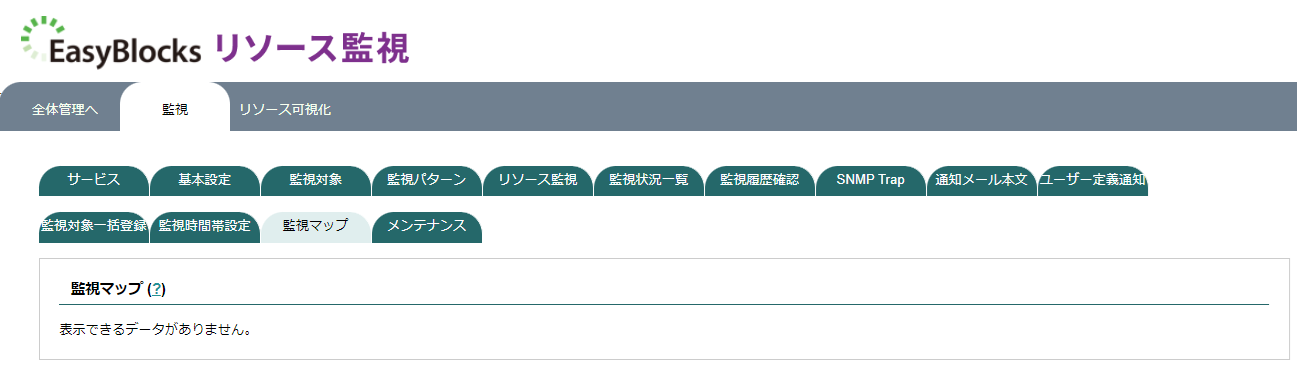 EasyBlocks リソース監視
全体管理へ 監視 リソース可視化
サービス 基本設定 監視対象 監視パターン リソース監視 監視状況一覧 監視履歴確認 SNMP Trap 通知メール本文 ユーザー定義通知
監視対象一括登録 監視時間帯設定 監視マップ メンテナンス
監視マップ (?)
表示できるデータがありません。